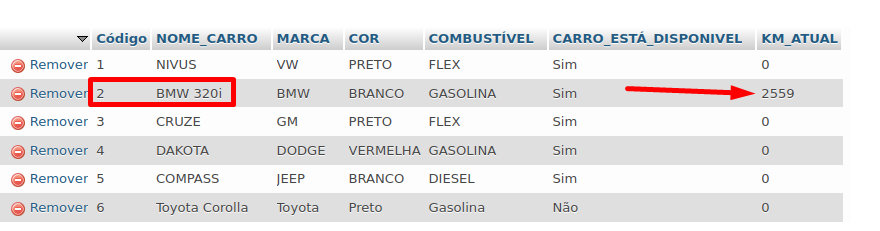 Código NOME_CARRO MARCA COR COMBUSTÍVEL CARRO_ESTÁ_DISPONIVEL KM_ATUAL
Remover 1 NIVUS VW PRETO FLEX Sim 0
Remover 2 BMW 320i BMW BRANCO GASOLINA Sim 2559
Remover 3 CRUZE GM PRETO FLEX Sim 0
Remover 4 DAKOTA DODGE VERMELHA GASOLINA Sim 0
Remover 5 COMPASS JEEP BRANCO DIESEL Sim 0
Remover 6 Toyota Corolla Toyota Preto Gasolina Não 0